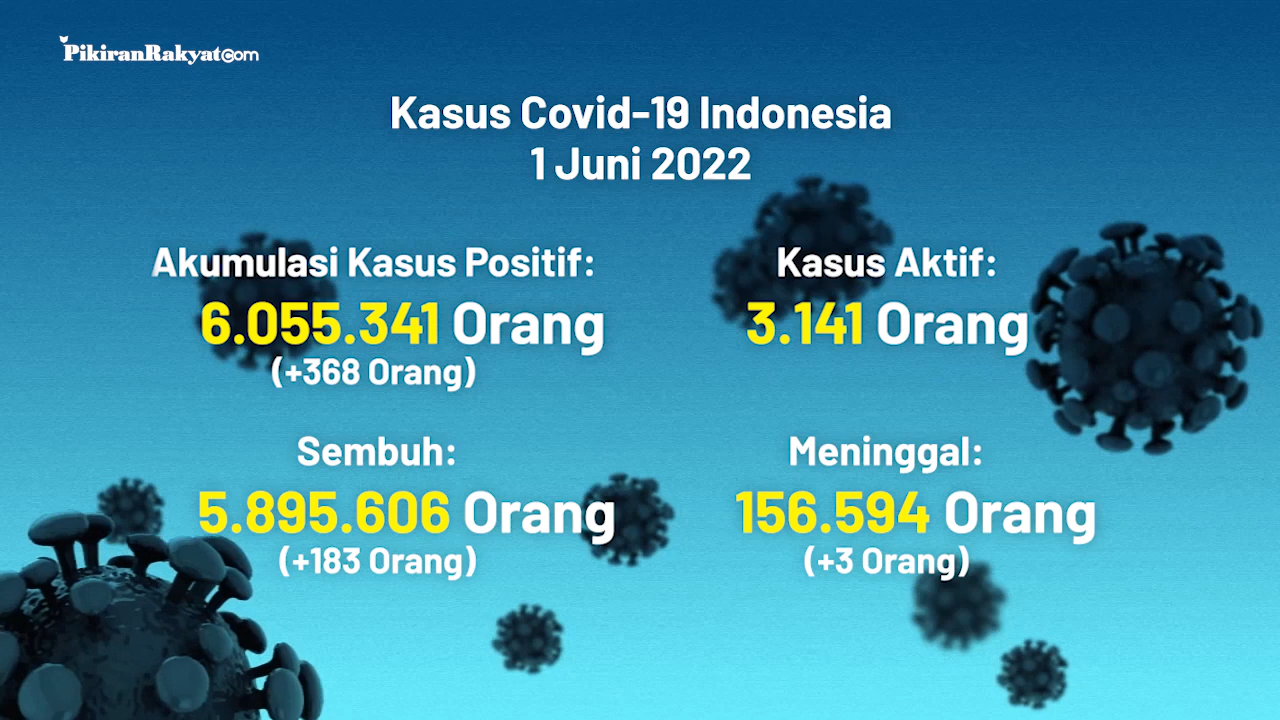 PikiranRakyat.com
Kasus Covid-19 Indonesia
1 Juni 2022
Akumulasi Kasus Positif:
6.055.341 Orang
(+368 Orang)
Kasus Aktif:
3.141 Orang
Sembuh:
5.895.606 Orang
(+183 Orang)
Meninggal:
156.594 Orang
(+3 Orang)